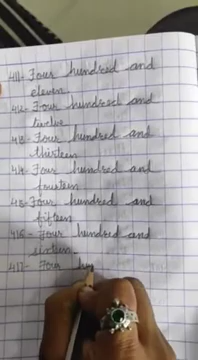 411- Four hundred and
eleven
412- Four hundred and
twelve
413- Four hundred and
thirteen
414- Four hundred and
fourteen
415- Four hundred and
fifteen
416- Four hundred and
sixteen
417- Four hun